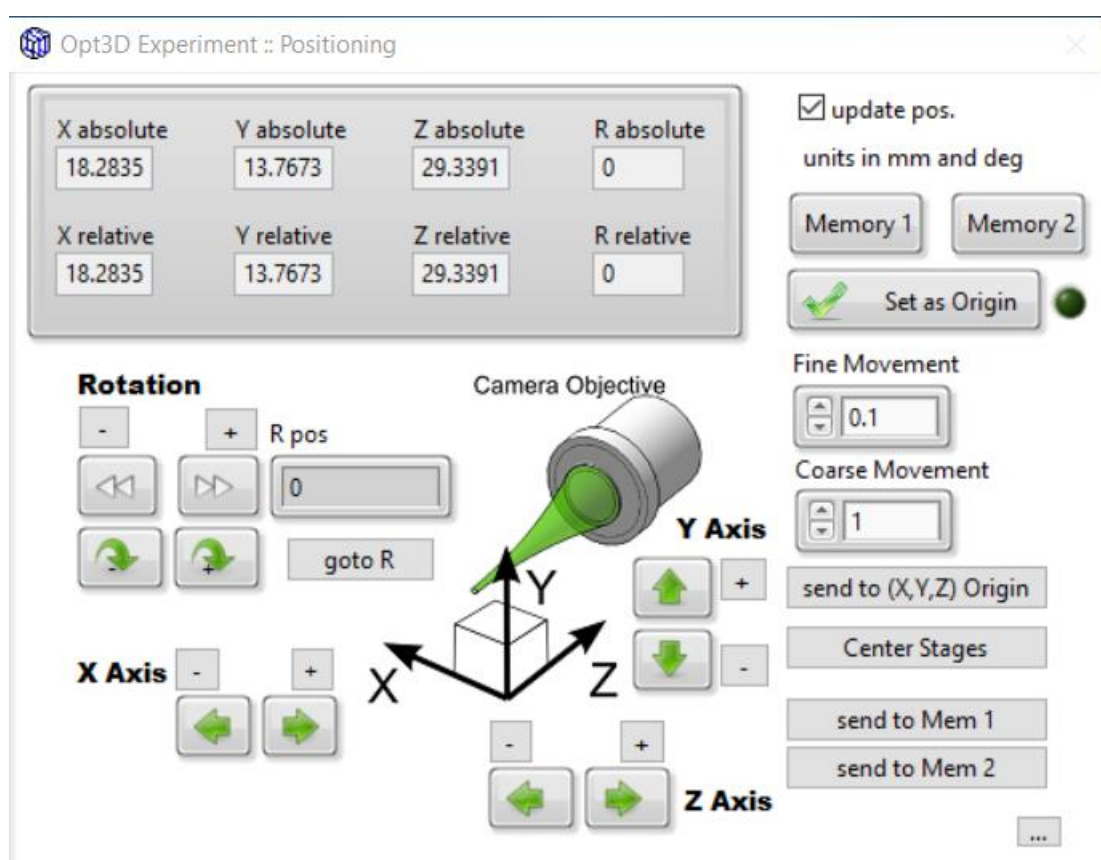 Opt3D Experiment :: Positioning
X absolute Y absolute Z absolute R absolute
18.2835 13.7673 29.3391 0
X relative Y relative Z relative R relative
18.2835 13.7673 29.3391 0
update pos.
units in mm and deg
Memory 1 Memory 2
Set as Origin
Rotation
- +
R pos
0
- +
goto R
Camera Objective
Fine Movement
0.1
Coarse Movement
1
Y Axis
+
-
Y
X
Z
X Axis - +
- +
Z Axis
send to (X,Y,Z) Origin
Center Stages
send to Mem 1
send to Mem 2
...